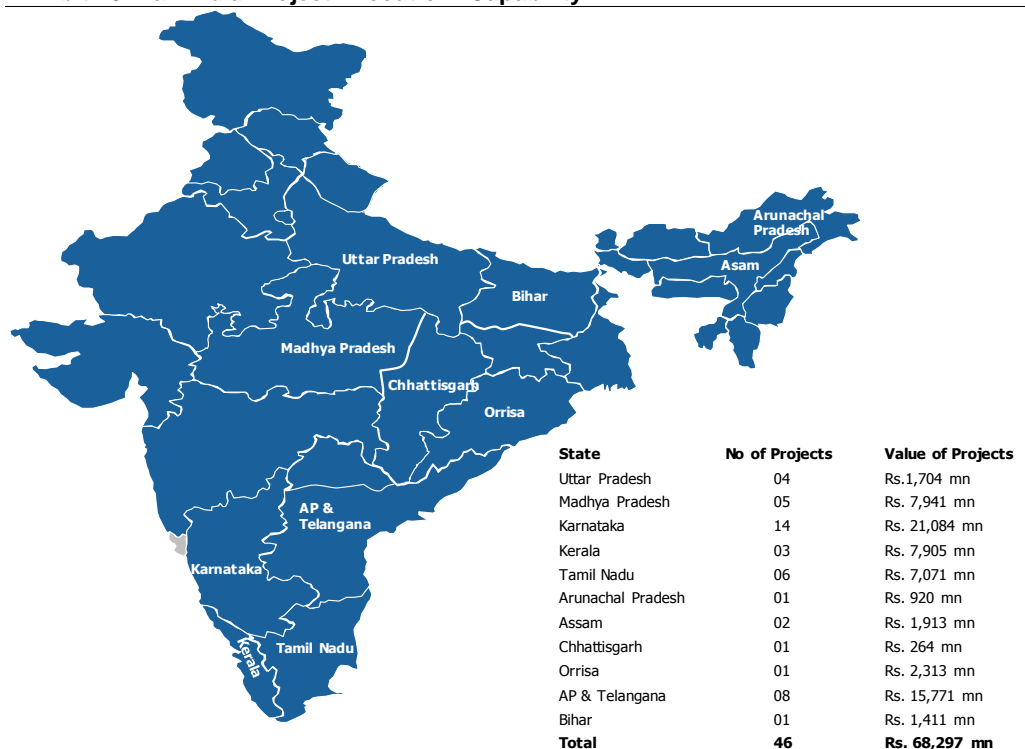 Arunachal
Pradesh
Uttar Pradesh
Asam
Bihar
Madhya Pradesh
Chhattisgarh
Orrisa
AP &
Telangana
Karnataka
Kerala
Tamil Nadu
State No of Projects Value of Projects
Uttar Pradesh 04 Rs.1,704 mn
Madhya Pradesh 05 Rs. 7,941 mn
Karnataka 14 Rs. 21,084 mn
Kerala 03 Rs. 7,905 mn
Tamil Nadu 06 Rs. 7,071 mn
Arunachal Pradesh 01 Rs. 920 mn
Assam 02 Rs. 1,913 mn
Chhattisgarh 01 Rs. 264 mn
Orrisa 01 Rs. 2,313 mn
AP & Telangana 08 Rs. 15,771 mn
Bihar 01 Rs. 1,411 mn
Total 46 Rs. 68,297 mn